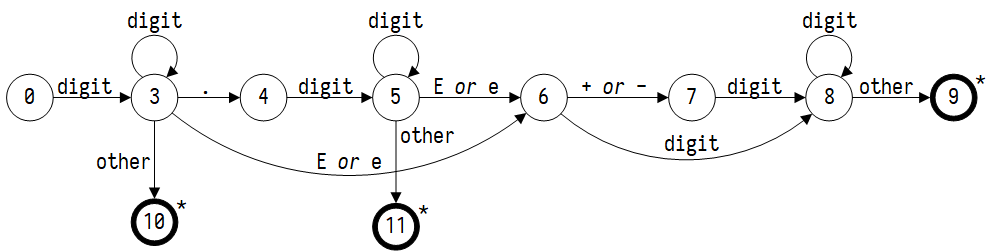 digit digit digit
0 digit 3 . 4 digit 5 E or e 6 + or − 7 digit 8 other 9 *
other E or e other digit
10 * 11 *